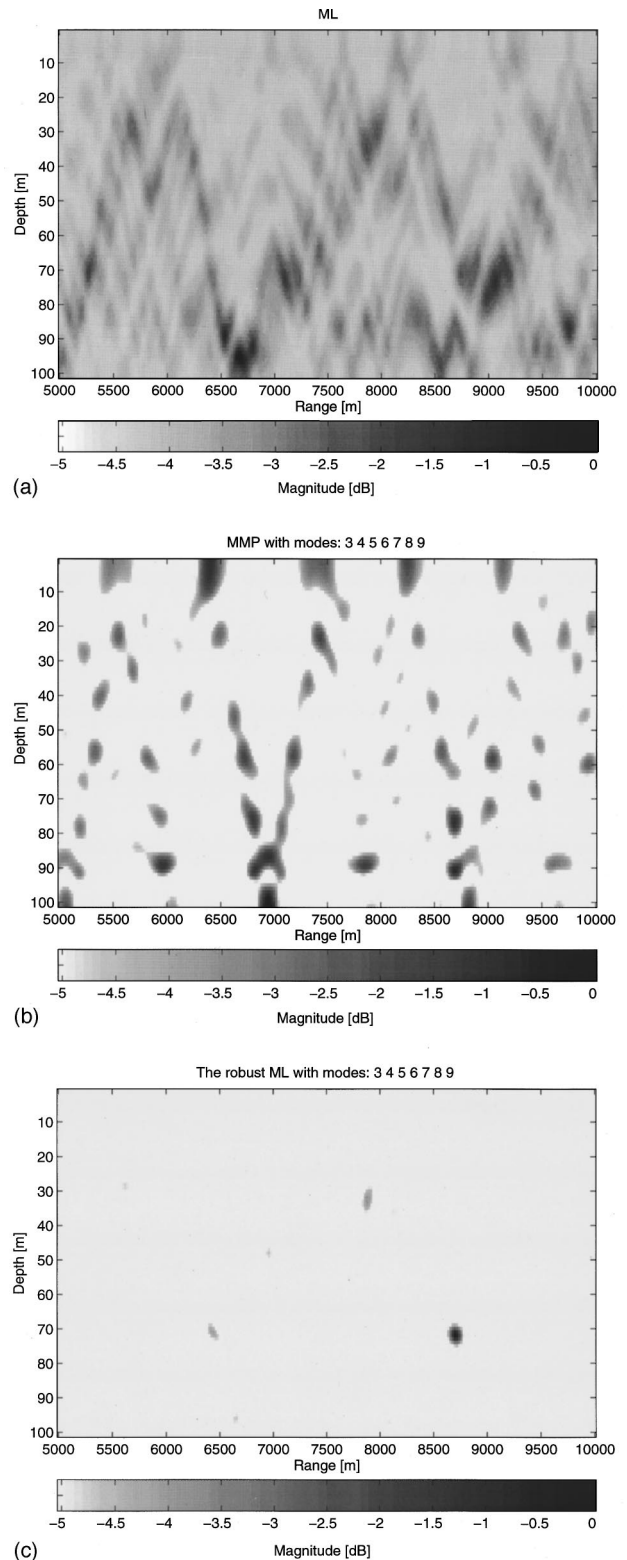 ML
10
20
30
40
50
60
70
80
90
100
Depth [m]
5000 5500 6000 6500 7000 7500 8000 8500 9000 9500 10000
Range [m]
−5 −4.5 −4 −3.5 −3 −2.5 −2 −1.5 −1 −0.5 0
(a)
Magnitude [dB]
MMP with modes: 3 4 5 6 7 8 9
10
20
30
40
50
60
70
80
90
100
Depth [m]
5000 5500 6000 6500 7000 7500 8000 8500 9000 9500 10000
Range [m]
−5 −4.5 −4 −3.5 −3 −2.5 −2 −1.5 −1 −0.5 0
(b)
Magnitude [dB]
The robust ML with modes: 3 4 5 6 7 8 9
10
20
30
40
50
60
70
80
90
100
Depth [m]
5000 5500 6000 6500 7000 7500 8000 8500 9000 9500 10000
Range [m]
−5 −4.5 −4 −3.5 −3 −2.5 −2 −1.5 −1 −0.5 0
(c)
Magnitude [dB]